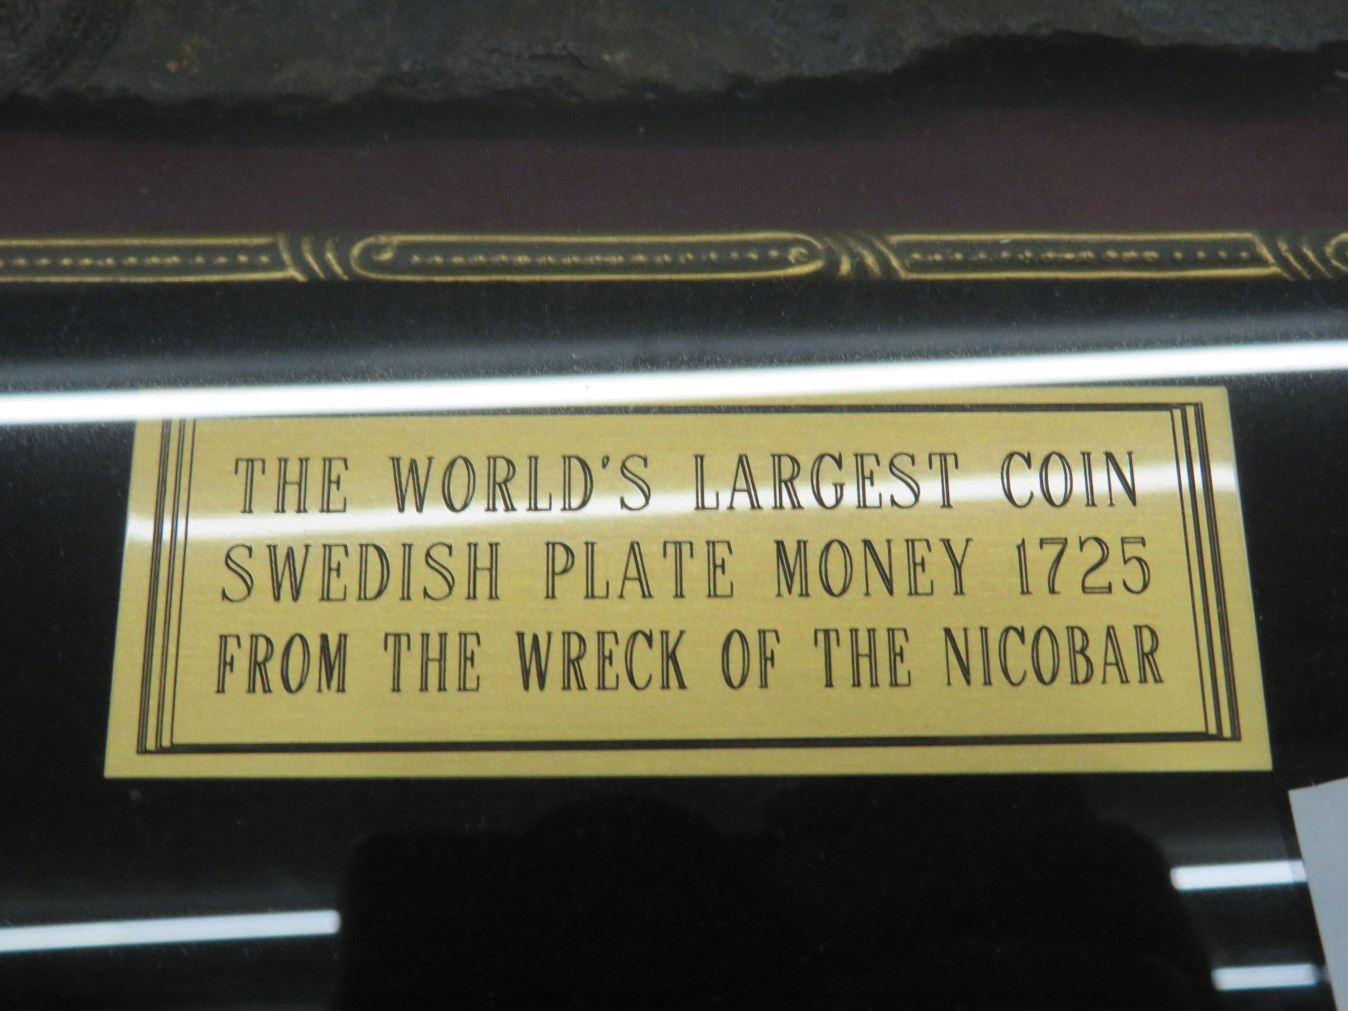 THE WORLD'S LARGEST COIN
SWEDISH PLATE MONEY 1725
FROM THE WRECK OF THE NICOBAR